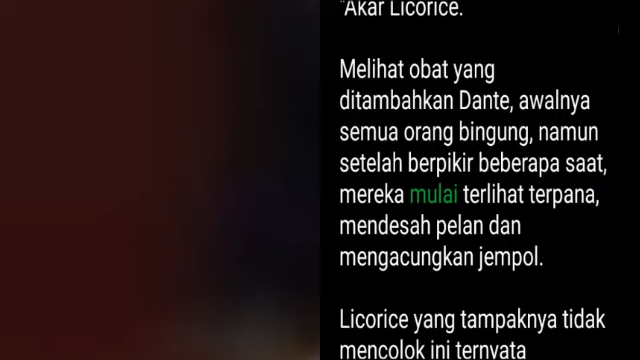 "Akar Licorice.
Melihat obat yang
ditambahkan Dante, awalnya
semua orang bingung, namun
setelah berpikir beberapa saat,
mereka mulai terlihat terpana,
mendesah pelan dan
mengacungkan jempol.
Licorice yang tampaknya tidak
mencolok ini ternyata